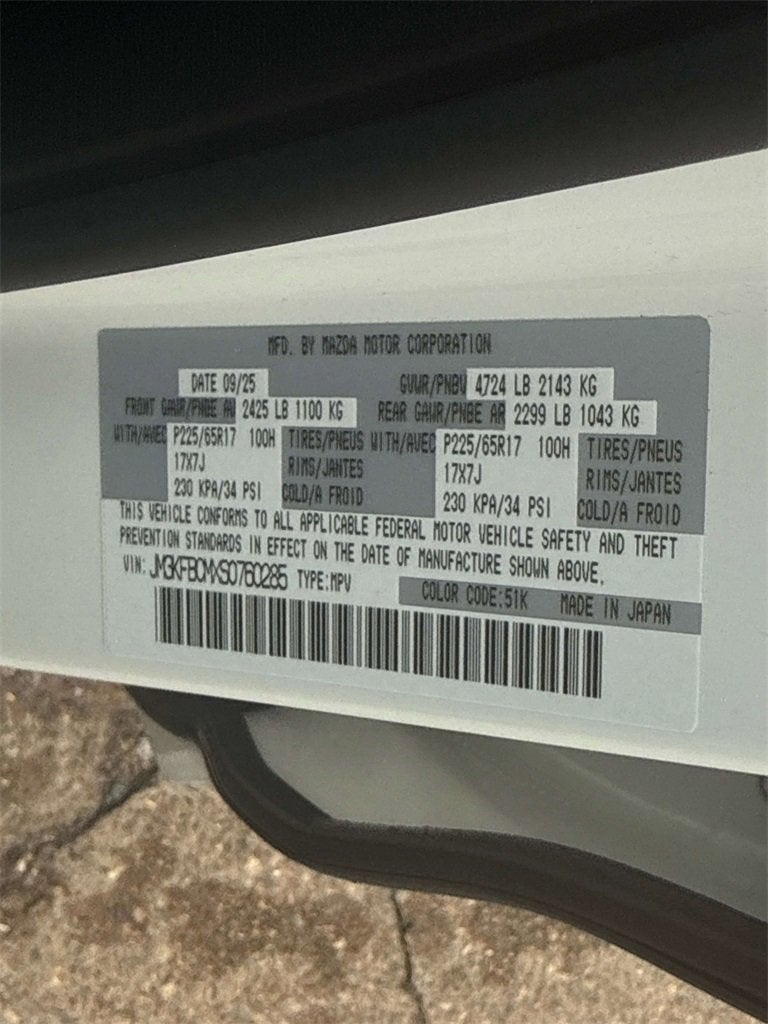 MFD. BY MAZDA MOTOR CORPORATION
DATE 09/25 GVWR/PNBV 4724 LB 2143 KG
FRONT GAWR/PNBE AV 2425 LB 1100 KG REAR GAWR/PNBE AR 2299 LB 1043 KG
WITH/AVEC P225/65R17 100H TIRES/PNEUS WITH/AVEC P225/65R17 100H TIRES/PNEUS
17X7J RIMS/JANTES 17X7J RIMS/JANTES
230 KPA/34 PSI COLD/A FROID 230 KPA/34 PSI COLD/A FROID
THIS VEHICLE CONFORMS TO ALL APPLICABLE FEDERAL MOTOR VEHICLE SAFETY AND THEFT
PREVENTION STANDARDS IN EFFECT ON THE DATE OF MANUFACTURE SHOWN ABOVE.
VIN: JM3KFBCMXS0760285 TYPE:MPV
COLOR CODE:51K MADE IN JAPAN